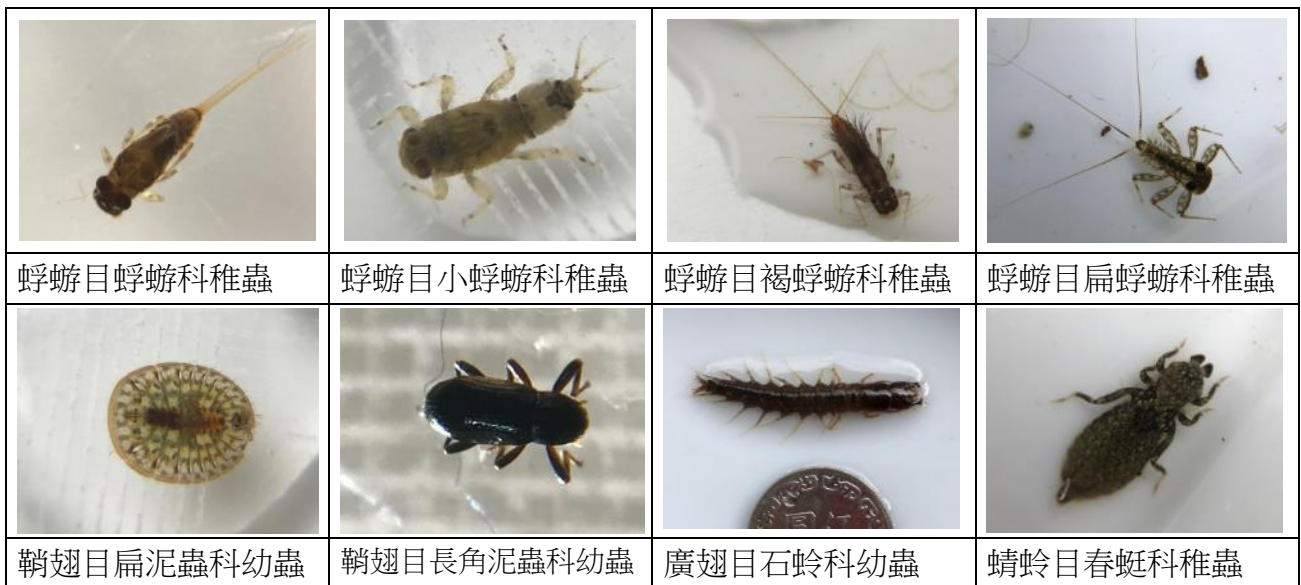 蜉蝣目蜉蝣科稚蟲
蜉蝣目小蜉蝣科稚蟲
蜉蝣目褐蜉蝣科稚蟲
蜉蝣目扁蜉蝣科稚蟲
鞘翅目扁泥蟲科幼蟲
鞘翅目長角泥蟲科幼蟲
廣翅目石蛉科幼蟲
蜻蛉目春蜓科稚蟲